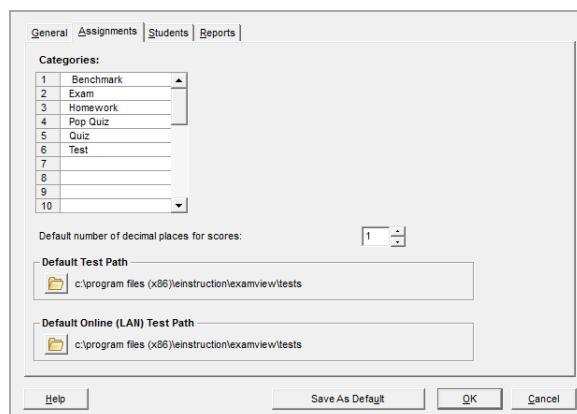 General Assignments Students Reports
Categories:
1 Benchmark
2 Exam
3 Homework
4 Pop Quiz
5 Quiz
6 Test
7
8
9
10
Default number of decimal places for scores: 1
Default Test Path
c:\program files (x86)\einstruction\examview\tests
Default Online (LAN) Test Path
c:\program files (x86)\einstruction\examview\tests
Help Save As Default OK Cancel